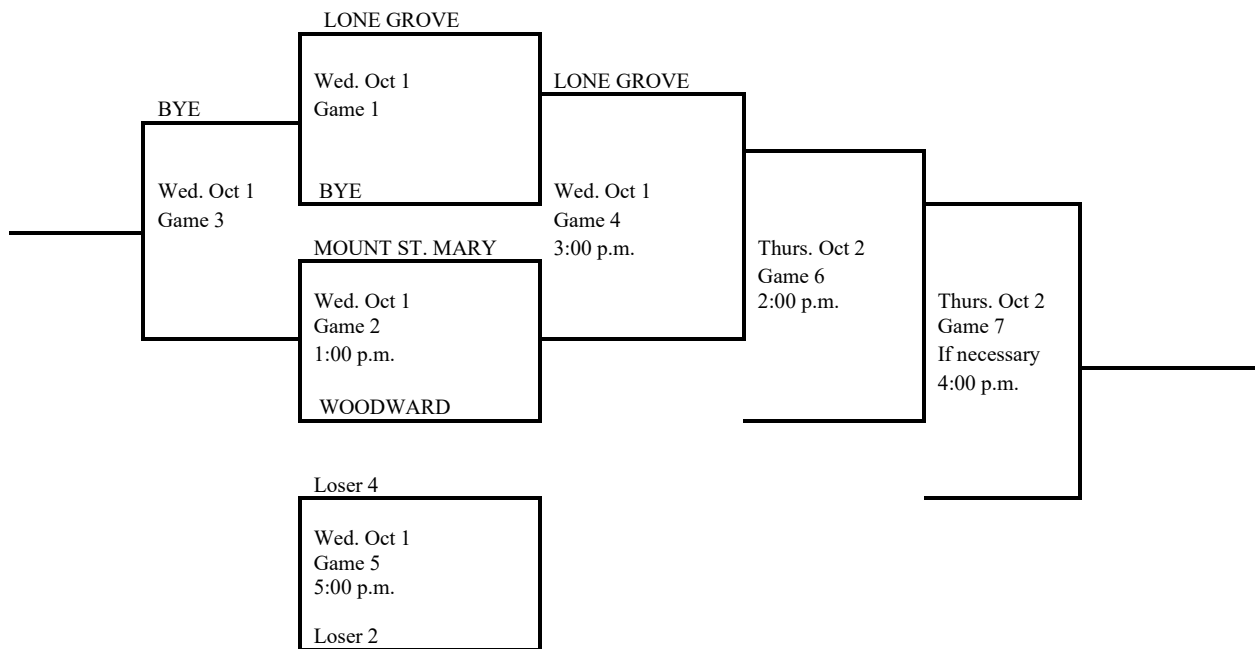 LONE GROVE
Wed. Oct 1
Game 1
BYE
LONE GROVE
BYE
Wed. Oct 1
Game 3
Wed. Oct 1
Game 4
3:00 p.m.
MOUNT ST. MARY
Wed. Oct 1
Game 2
1:00 p.m.
WOODWARD
Thurs. Oct 2
Game 6
2:00 p.m.
Thurs. Oct 2
Game 7
If necessary
4:00 p.m.
Loser 4
Wed. Oct 1
Game 5
5:00 p.m.
Loser 2